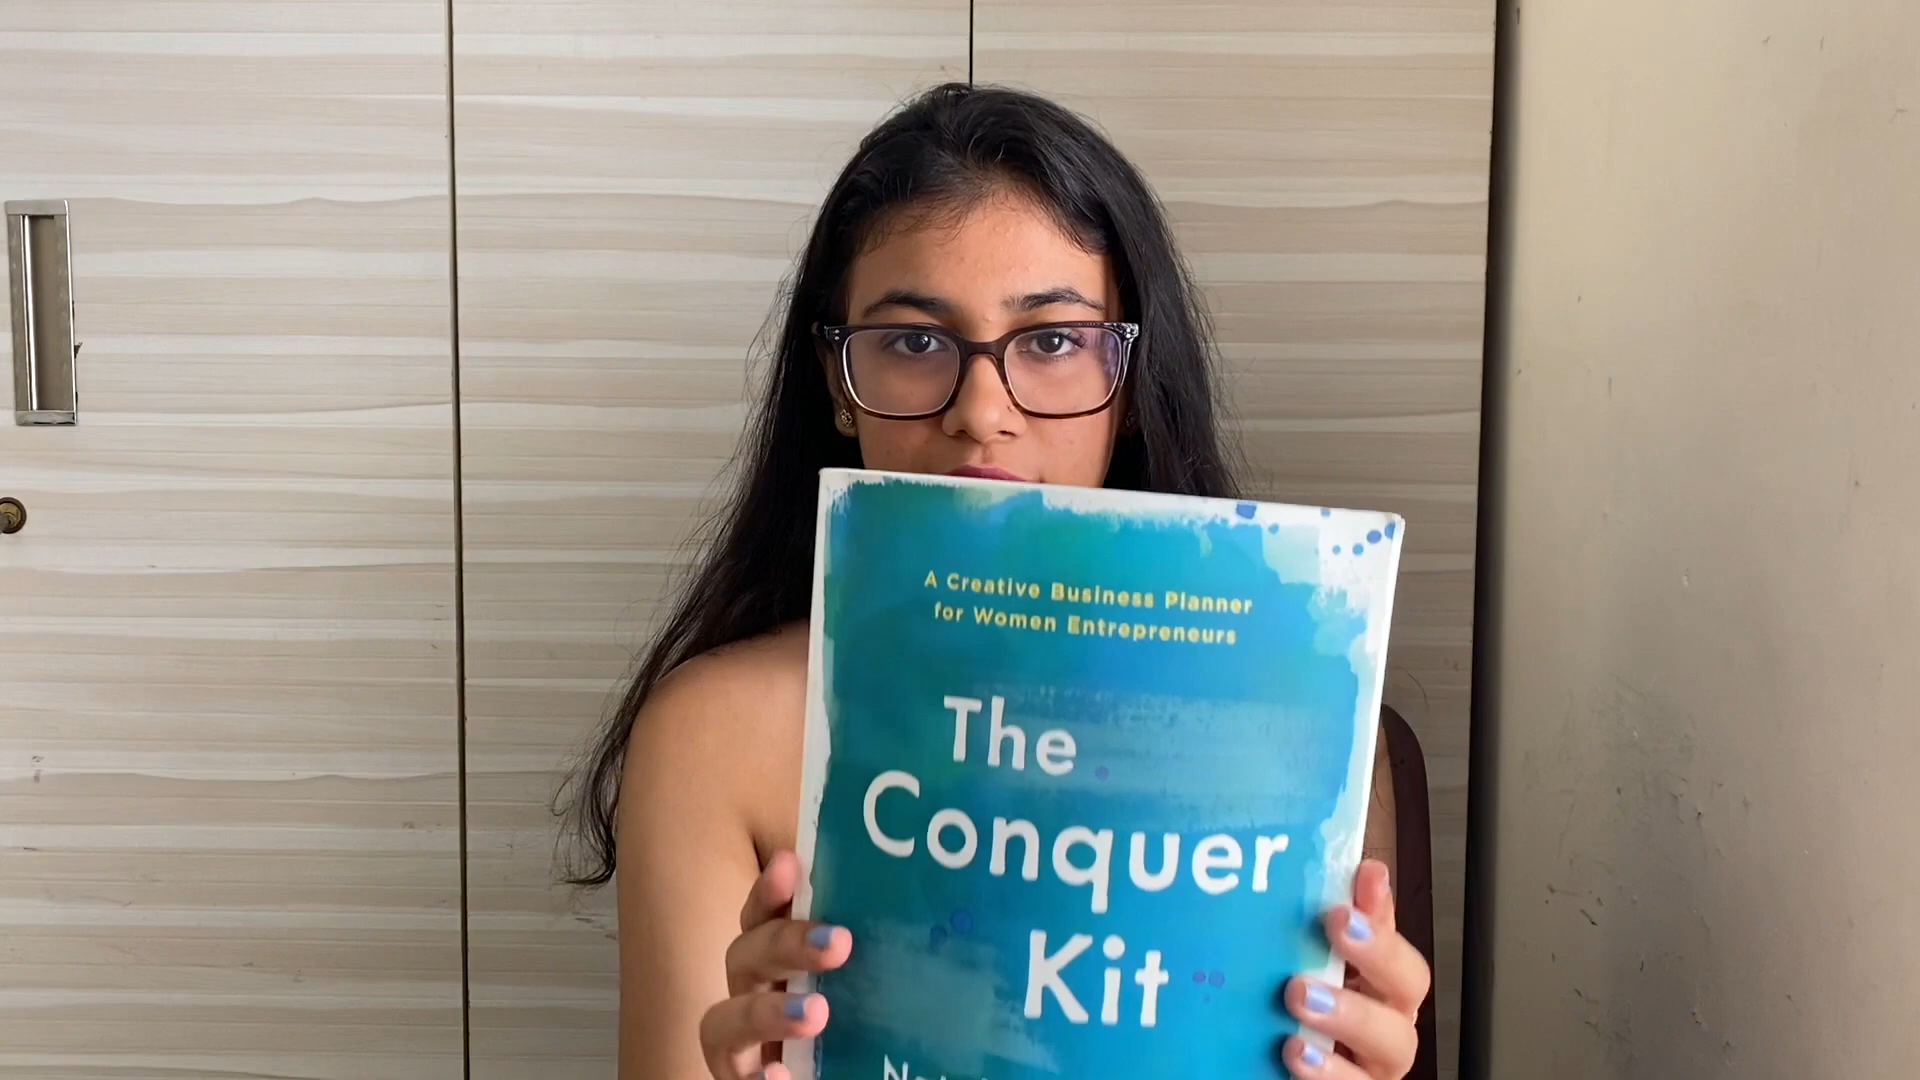 A Creative Business Planner
for Women Entrepreneurs
The
Conquer
Kit